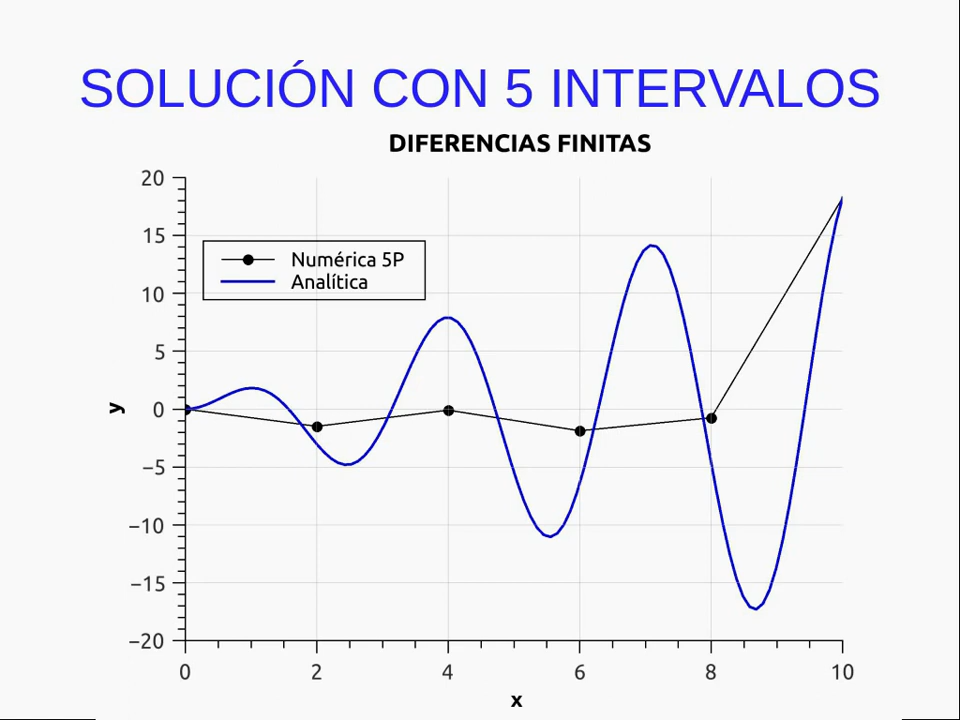 SOLUCIÓN CON 5 INTERVALOS
DIFERENCIAS FINITAS
20
15
10
5
0
−5
−10
−15
−20
y
Numérica 5P
Analítica
0 2 4 6 8 10
x